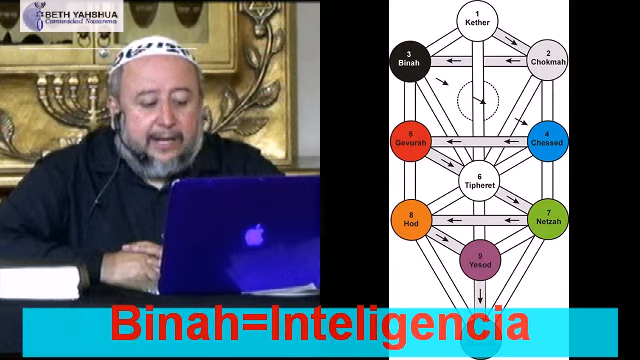 BETH YAHSHUA
Comunidad Nazarena
1
Kether
3
Binah
2
Chokmah
5
Gevurah
4
Chessed
6
Tipheret
8
Hod
7
Netzah
9
Yesod
Binah=Inteligencia